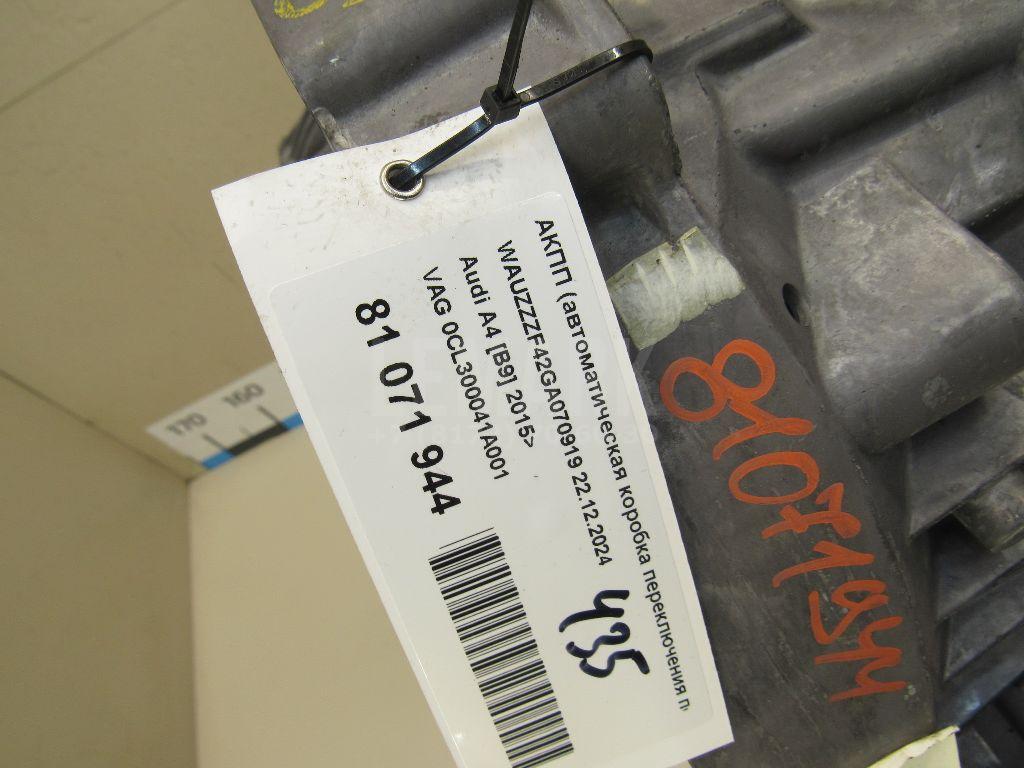 АКПП (автоматическая коробка переключения п
WAUZZZF42GA070919 22.12.2024
Audi A4 [B9] 2015>
VAG 0CL300041A001
81 071 944
435
81071944
170 160